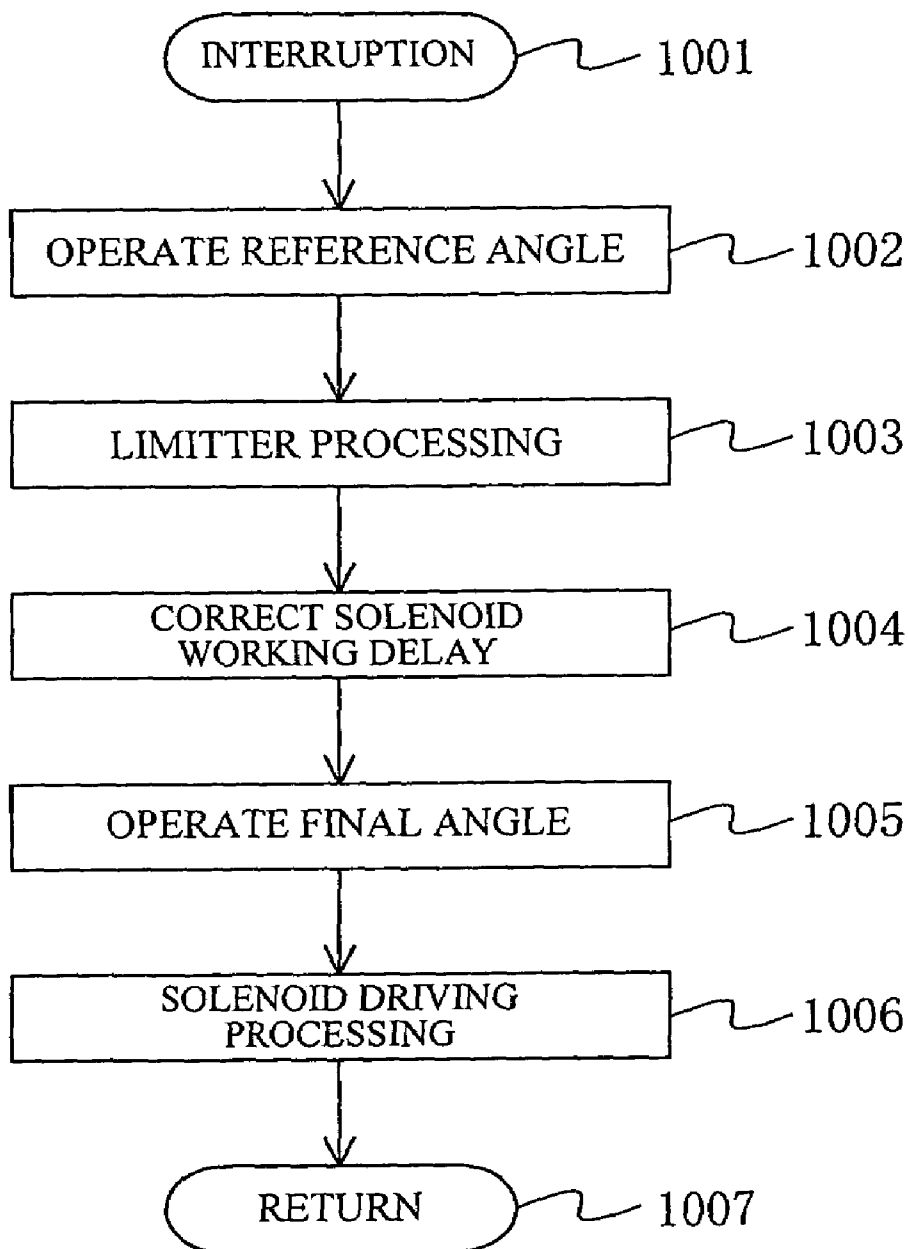 INTERRUPTION 1001
OPERATE REFERENCE ANGLE 1002
LIMITTER PROCESSING 1003
CORRECT SOLENOID
WORKING DELAY 1004
OPERATE FINAL ANGLE 1005
SOLENOID DRIVING
PROCESSING 1006
RETURN 1007